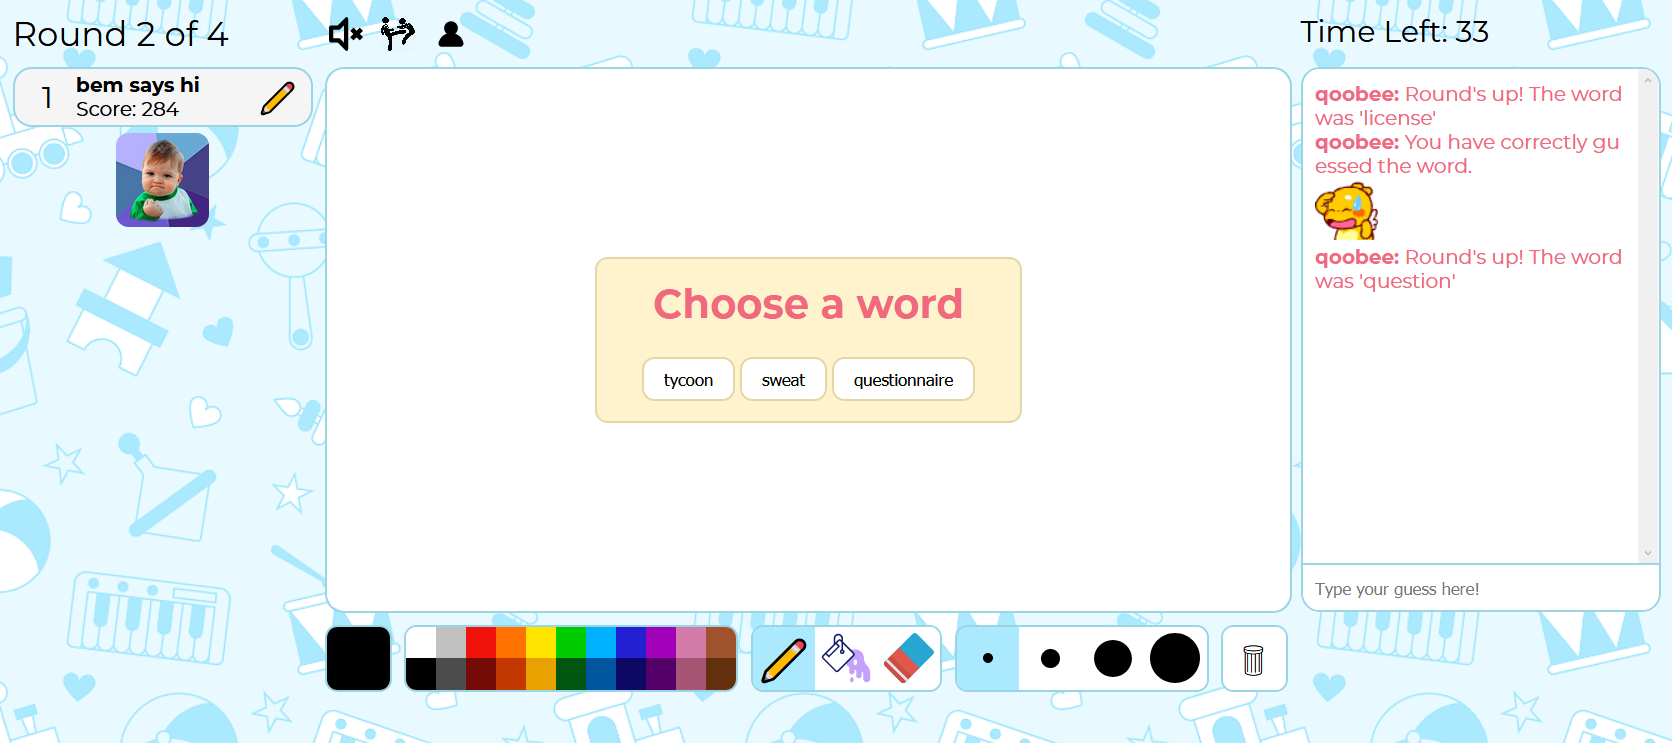 Round 2 of 4
Time Left: 33
1
bem says hi
Score: 284
Choose a word
tycoon
sweat
questionnaire
qoobee: Round's up! The word
was 'license'
qoobee: You have correctly gu
essed the word.
qoobee: Round's up! The word
was 'question'
Type your guess here!